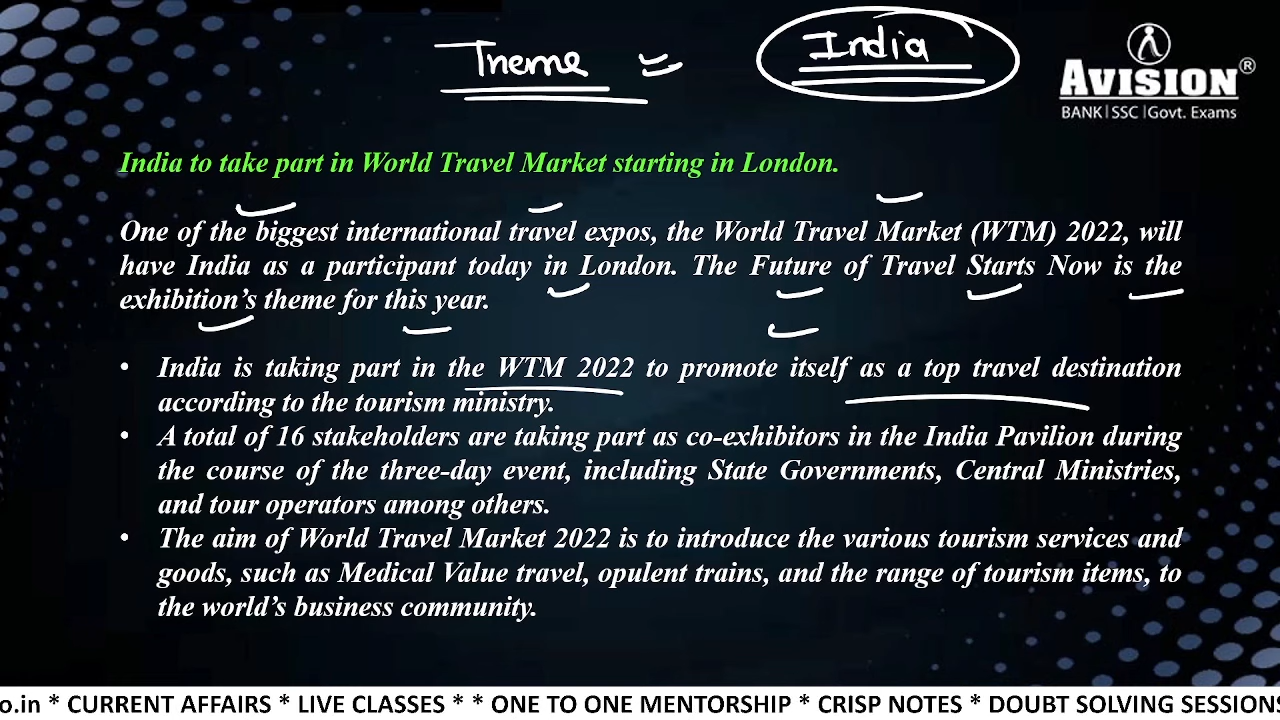 Theme = India
AVISION®
BANK|SSC|Govt. Exams
India to take part in World Travel Market starting in London.
One of the biggest international travel expos, the World Travel Market (WTM) 2022, will
have India as a participant today in London. The Future of Travel Starts Now is the
exhibition's theme for this year.
• India is taking part in the WTM 2022 to promote itself as a top travel destination
according to the tourism ministry.
• A total of 16 stakeholders are taking part as co-exhibitors in the India Pavilion during
the course of the three-day event, including State Governments, Central Ministries,
and tour operators among others.
• The aim of World Travel Market 2022 is to introduce the various tourism services and
goods, such as Medical Value travel, opulent trains, and the range of tourism items, to
the world's business community.
o.in * CURRENT AFFAIRS * LIVE CLASSES * * ONE TO ONE MENTORSHIP * CRISP NOTES * DOUBT SOLVING SESSIONS